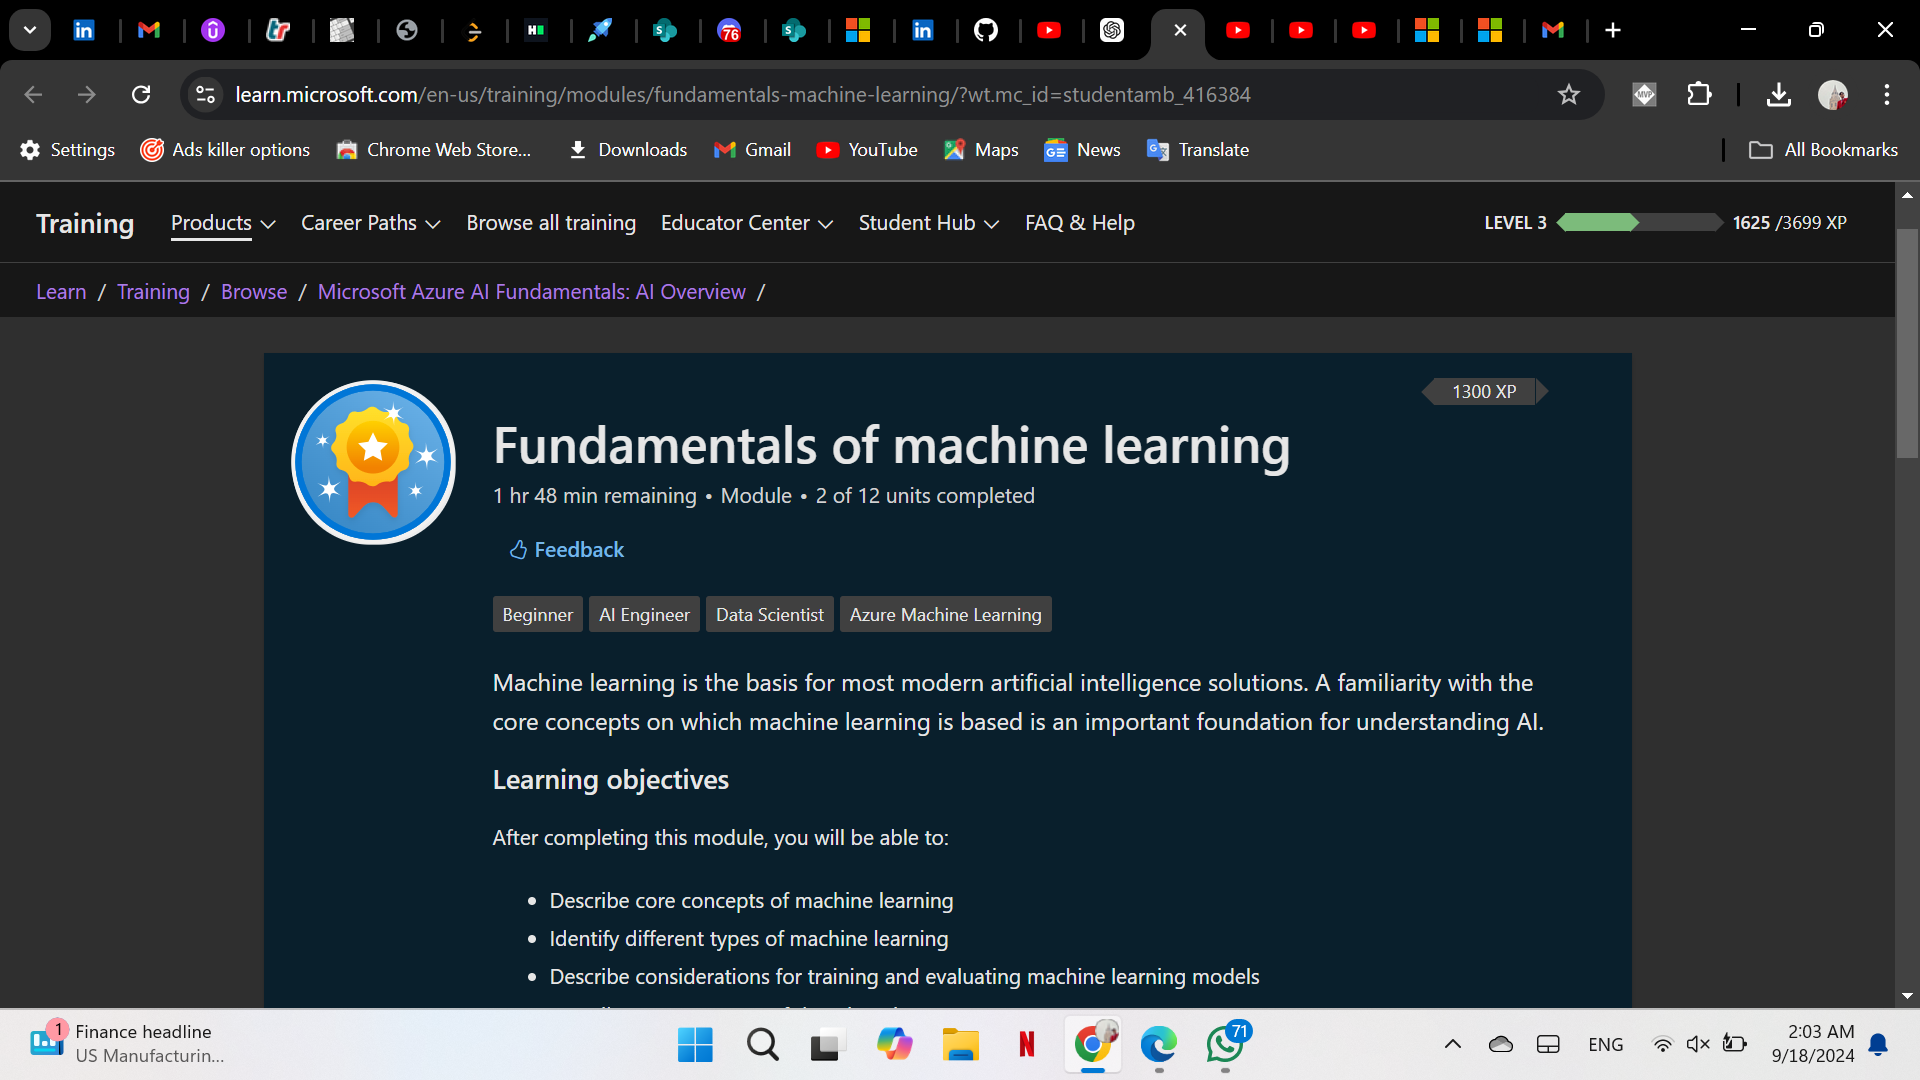 76
learn.microsoft.com/en-us/training/modules/fundamentals-machine-learning/?wt.mc_id=studentamb_416384
MVP
Settings
Ads killer options
Chrome Web Store...
Downloads
Gmail
YouTube
Maps
News
Translate
All Bookmarks
Training
Products
Career Paths
Browse all training
Educator Center
Student Hub
FAQ & Help
LEVEL 3
1625 /3699 XP
Learn / Training / Browse / Microsoft Azure AI Fundamentals: AI Overview /
1300 XP
Fundamentals of machine learning
1 hr 48 min remaining • Module • 2 of 12 units completed
Feedback
Beginner
AI Engineer
Data Scientist
Azure Machine Learning
Machine learning is the basis for most modern artificial intelligence solutions. A familiarity with the
core concepts on which machine learning is based is an important foundation for understanding AI.
Learning objectives
After completing this module, you will be able to:
• Describe core concepts of machine learning
• Identify different types of machine learning
• Describe considerations for training and evaluating machine learning models
1
Finance headline
US Manufacturin...
71
ENG
2:03 AM
9/18/2024